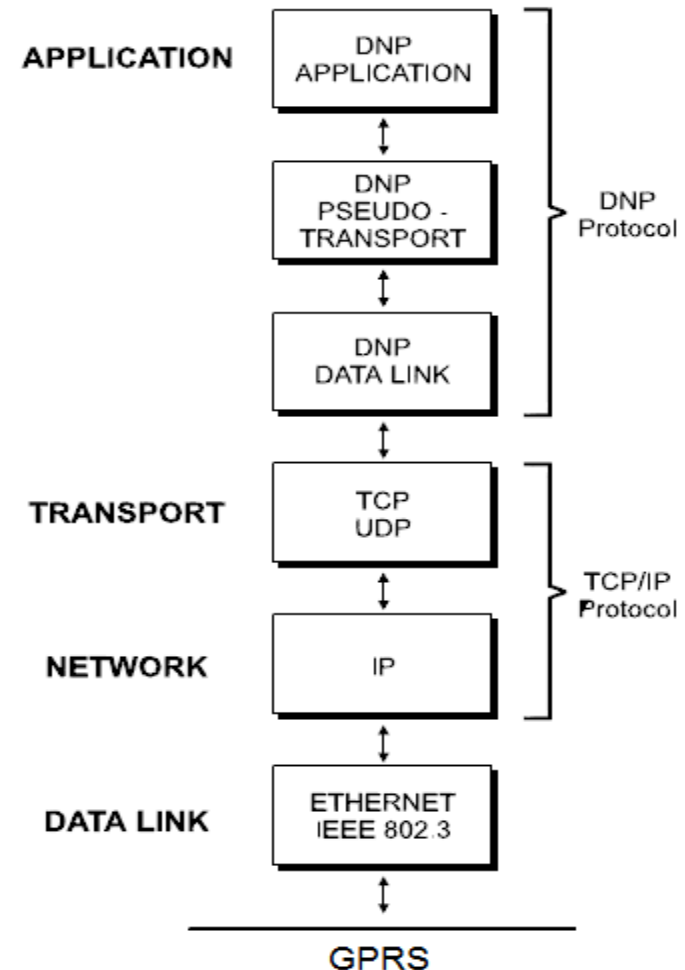 APPLICATION
DNP
APPLICATION
DNP
PSEUDO -
TRANSPORT
DNP
Protocol
DNP
DATA LINK
TRANSPORT
TCP
UDP
TCP/IP
Protocol
NETWORK
IP
DATA LINK
ETHERNET
IEEE 802.3
GPRS